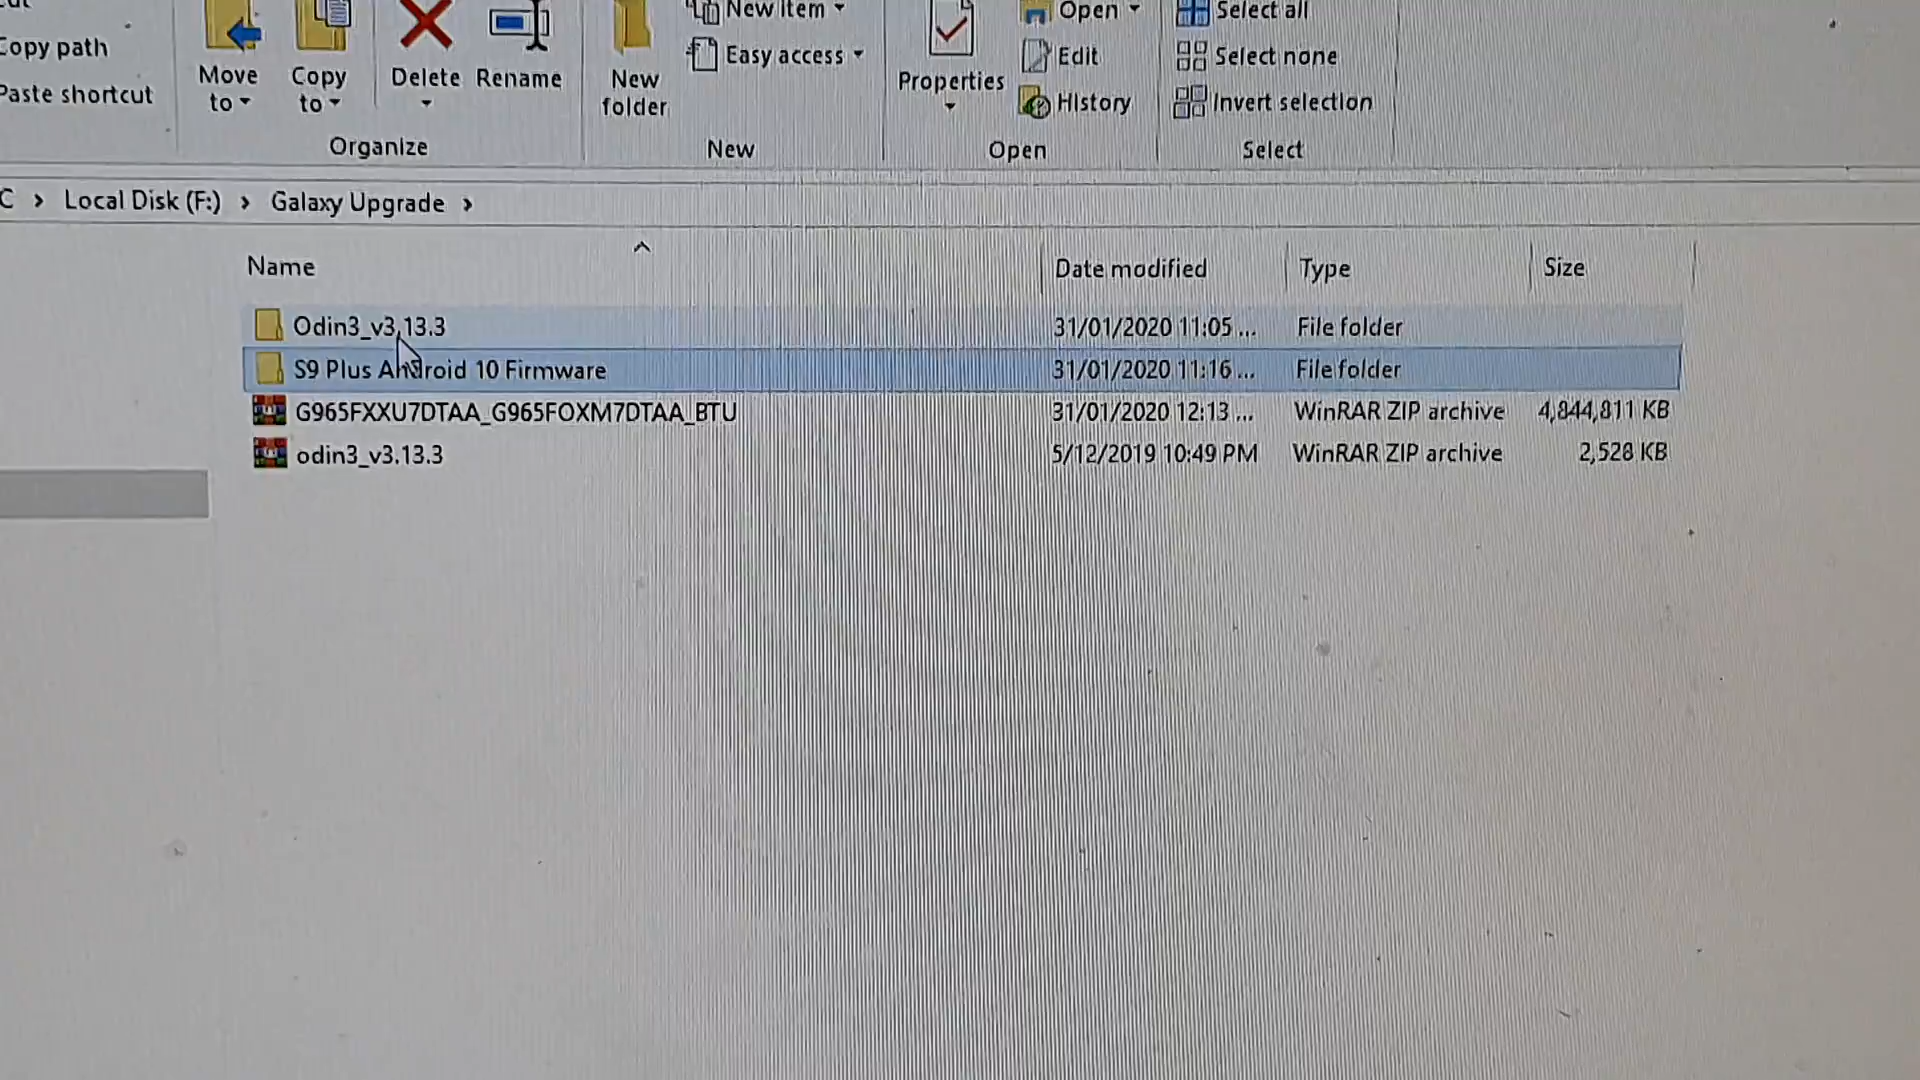 Copy path
Paste shortcut
Move to
Copy to
Delete
Rename
Organize
New folder
New item
Easy access
New
Properties
Open
Edit
History
Open
Select all
Select none
Invert selection
Select
C > Local Disk (F:) > Galaxy Upgrade >
Name Date modified Type Size
Odin3_v3.13.3 31/01/2020 11:05 ... File folder
S9 Plus Android 10 Firmware 31/01/2020 11:16 ... File folder
G965FXXU7DTAA_G965FOXM7DTAA_BTU 31/01/2020 12:13 ... WinRAR ZIP archive 4,844,811 KB
odin3_v3.13.3 5/12/2019 10:49 PM WinRAR ZIP archive 2,528 KB